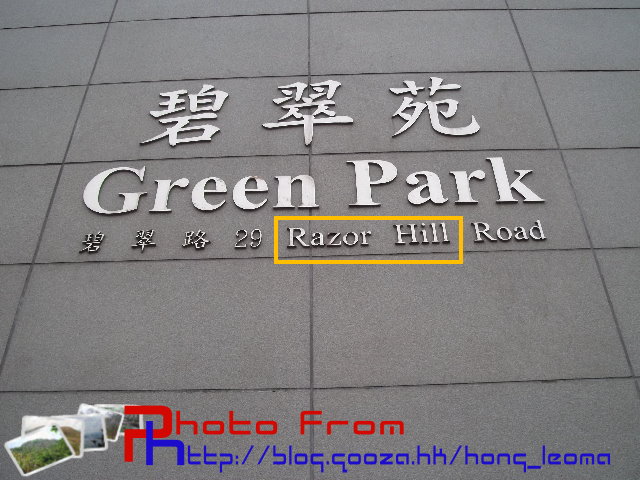 碧翠苑
Green Park
碧翠路 29 Razor Hill Road
Photo From
http://blog.qooza.hk/hong_leoma